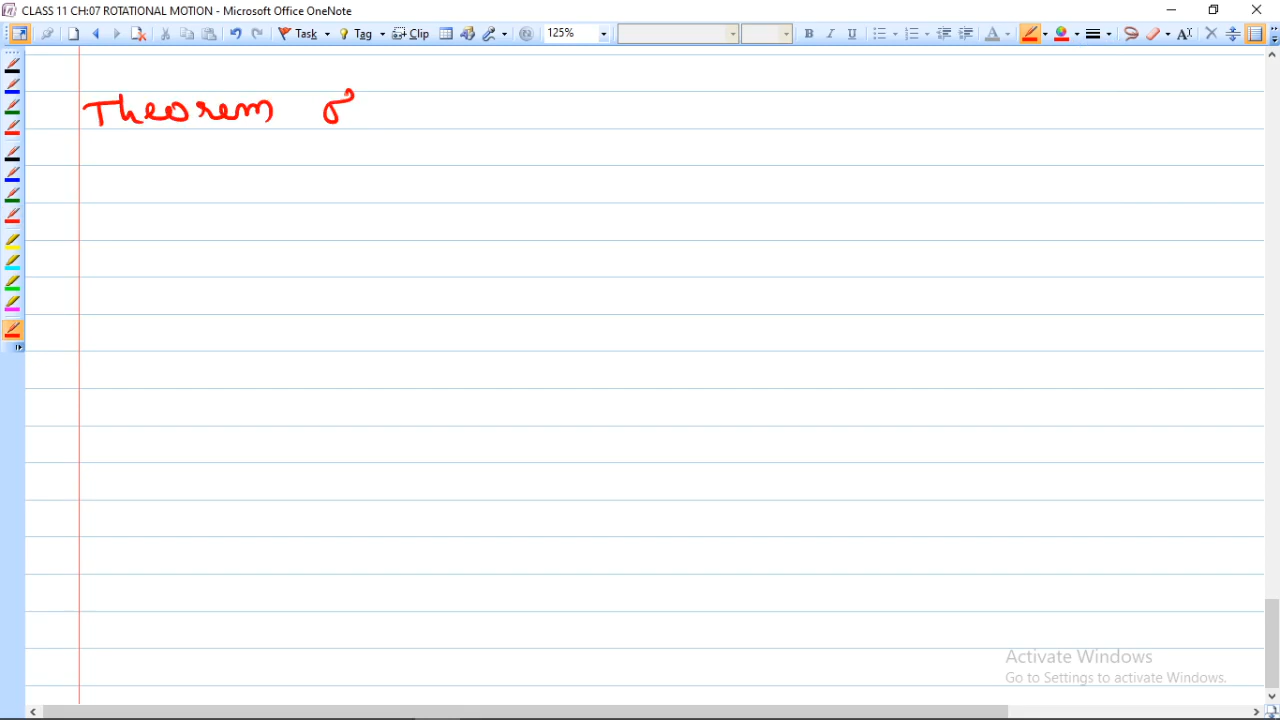 CLASS 11 CH:07 ROTATIONAL MOTION - Microsoft Office OneNote
Task Tag Clip 125% B I U A
Theorem o
Activate Windows
Go to Settings to activate Windows.